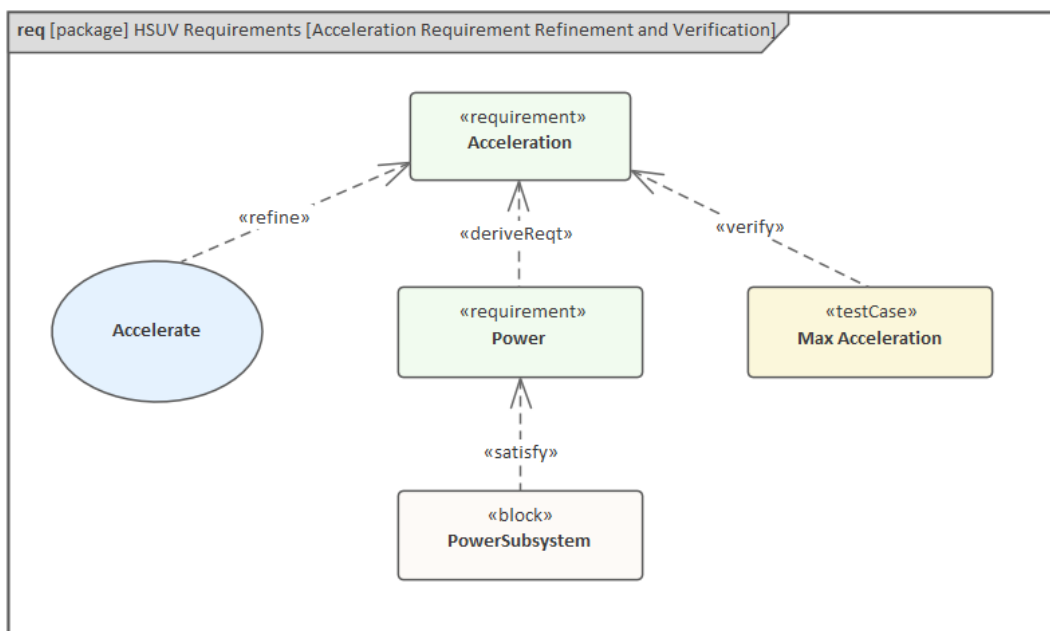 req [package] HSUV Requirements [Acceleration Requirement Refinement and Verification]
«requirement»
Acceleration
«refine»
«deriveReqt»
«verify»
Accelerate
«requirement»
Power
«testCase»
Max Acceleration
«satisfy»
«block»
PowerSubsystem